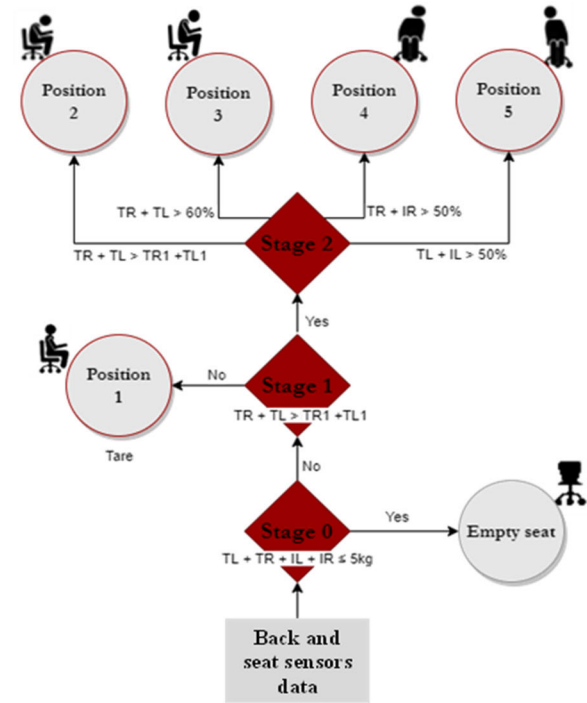 Position
2
Position
3
Position
4
Position
5
TR + TL > 60%
TR + IR > 50%
Stage 2
TR + TL > TR1 +TL1
TL + IL > 50%
Yes
Position
1
No
Stage 1
TR + TL > TR1 +TL1
Tare
No
Stage 0
Yes
Empty seat
TL + TR + IL + IR ≤ 5kg
Back and
seat sensors
data